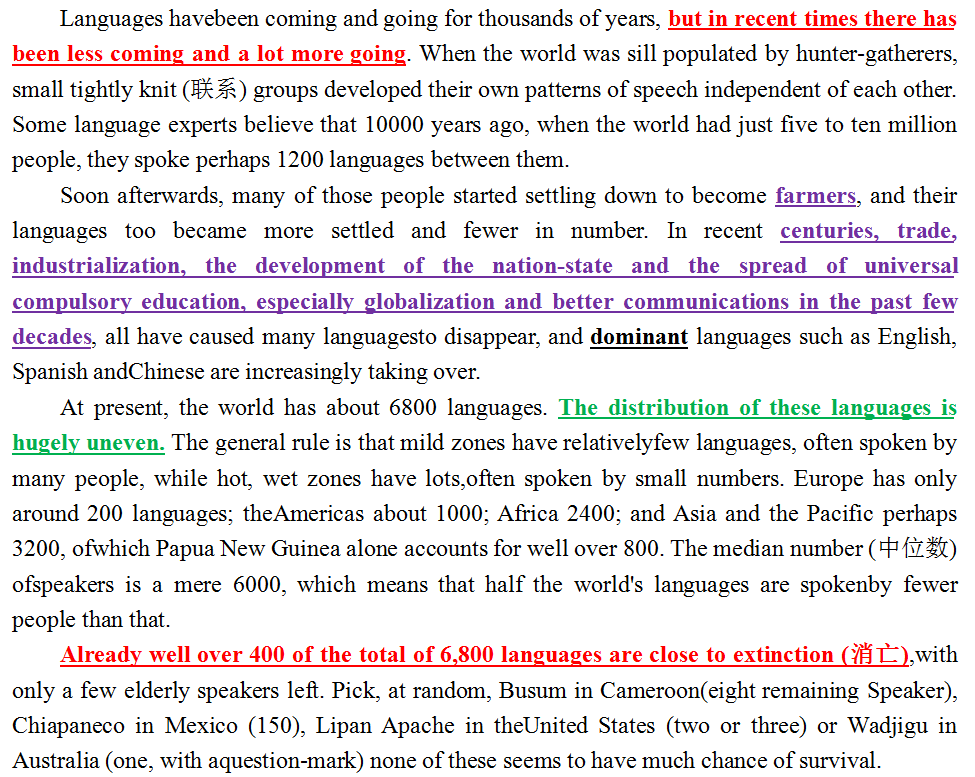 Languages havebeen coming and going for thousands of years, but in recent times there has
been less coming and a lot more going. When the world was sill populated by hunter-gatherers,
small tightly knit (联系) groups developed their own patterns of speech independent of each other.
Some language experts believe that 10000 years ago, when the world had just five to ten million
people, they spoke perhaps 1200 languages between them.
Soon afterwards, many of those people started settling down to become farmers, and their
languages too became more settled and fewer in number. In recent centuries, trade,
industrialization, the development of the nation-state and the spread of universal
compulsory education, especially globalization and better communications in the past few
decades, all have caused many languagesto disappear, and dominant languages such as English,
Spanish andChinese are increasingly taking over.
At present, the world has about 6800 languages. The distribution of these languages is
hugely uneven. The general rule is that mild zones have relativelyfew languages, often spoken by
many people, while hot, wet zones have lots,often spoken by small numbers. Europe has only
around 200 languages; theAmericas about 1000; Africa 2400; and Asia and the Pacific perhaps
3200, ofwhich Papua New Guinea alone accounts for well over 800. The median number (中位数)
ofspeakers is a mere 6000, which means that half the world's languages are spokenby fewer
people than that.
Already well over 400 of the total of 6,800 languages are close to extinction (消亡),with
only a few elderly speakers left. Pick, at random, Busum in Cameroon(eight remaining Speaker),
Chiapaneco in Mexico (150), Lipan Apache in theUnited States (two or three) or Wadjigu in
Australia (one, with aquestion-mark) none of these seems to have much chance of survival.